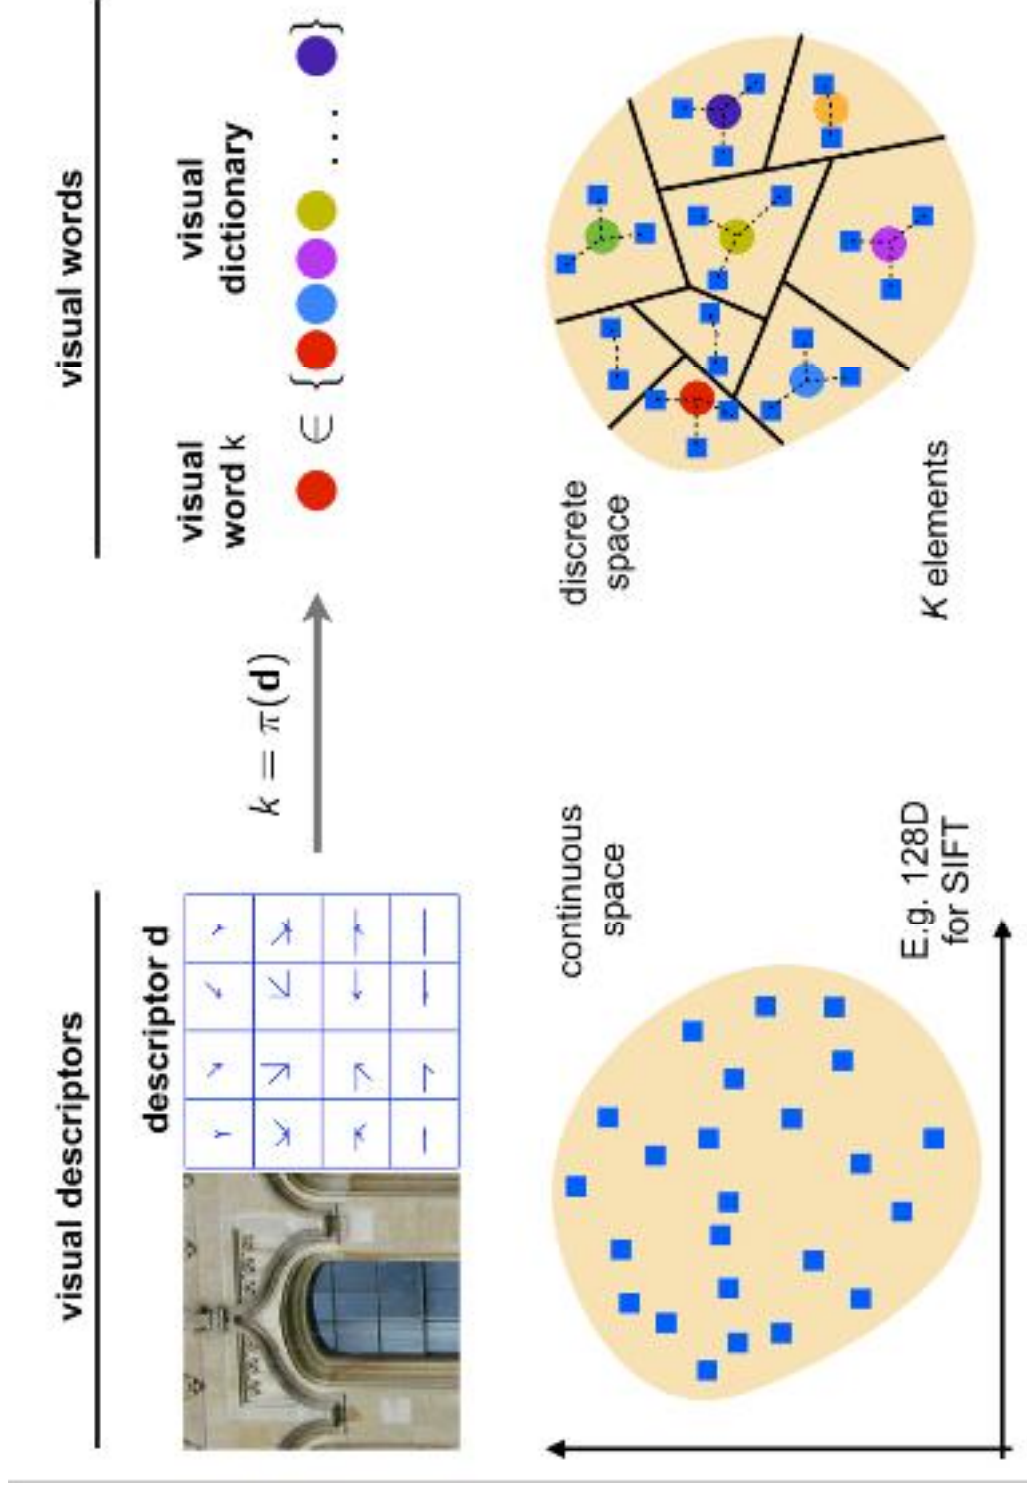 visual descriptors
descriptor d
k = π(d)
visual words
visual
word k
∈ { . . . . }
visual
dictionary
continuous
space
E.g. 128D
for SIFT
discrete
space
K elements